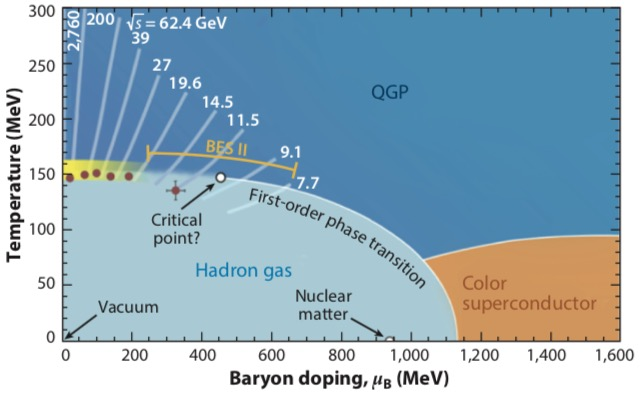 300
250
200
150
100
50
0
Temperature (MeV)
2,760
200
√s = 62.4 GeV
39
27
19.6
14.5
11.5
9.1
7.7
BES II
QGP
Critical
point?
First-order phase transition
Hadron gas
Color
superconductor
Vacuum
Nuclear
matter
0 200 400 600 800 1,000 1,200 1,400 1,600
Baryon doping, μB (MeV)